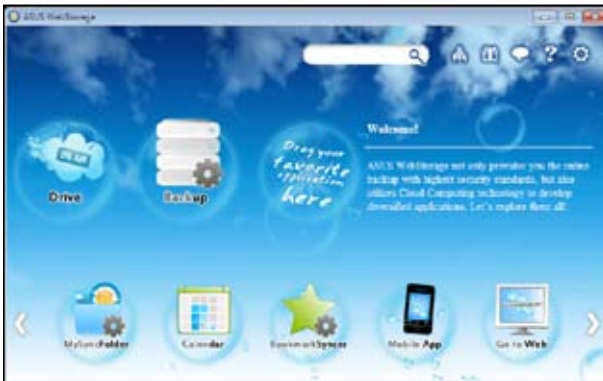 ASUS WebStorage
Drive
Backup
Drag your
favorite
application
here
Welcome!
ASUS WebStorage not only provides you the online
backup with highest security standards, but also
utilizes Cloud Computing technology to develop
diversified applications. Let's explore them all!
MySyncFolder
Calendar
BookmarkSyncer
Mobile App
Go to Web